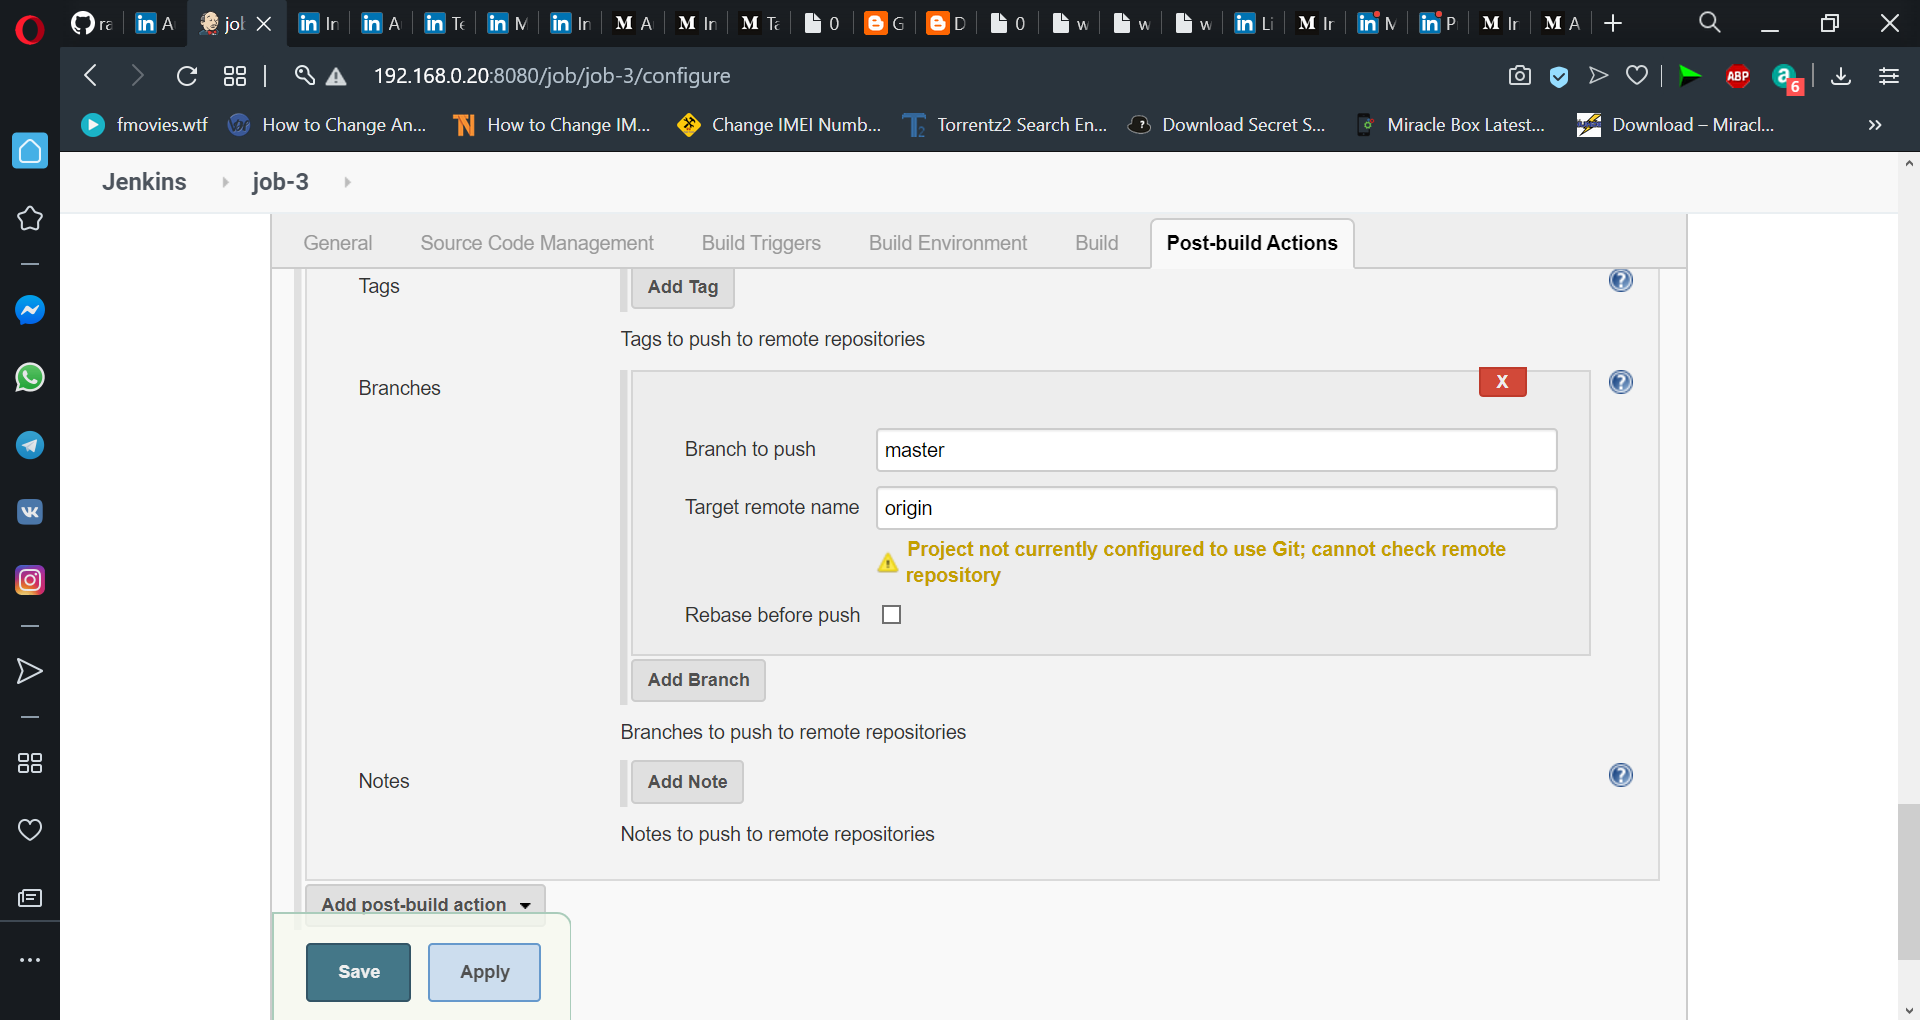 ra
A
jol
In
A
Te
M
In
A
In
Ta
0
G
D
0
w
w
w
Li
Ir
M
P
Ir
A
192.168.0.20:8080/job/job-3/configure
ABP
a
6
fmovies.wtf
How to Change An...
How to Change IM...
Change IMEI Numb...
Torrentz2 Search En...
Download Secret S...
Miracle Box Latest...
Download – Miracl...
Jenkins
job-3
General
Source Code Management
Build Triggers
Build Environment
Build
Post-build Actions
Tags
Add Tag
Tags to push to remote repositories
Branches
X
Branch to push
master
Target remote name
origin
Project not currently configured to use Git; cannot check remote
repository
Rebase before push
Add Branch
Branches to push to remote repositories
Notes
Add Note
Notes to push to remote repositories
Add post-build action
Save
Apply